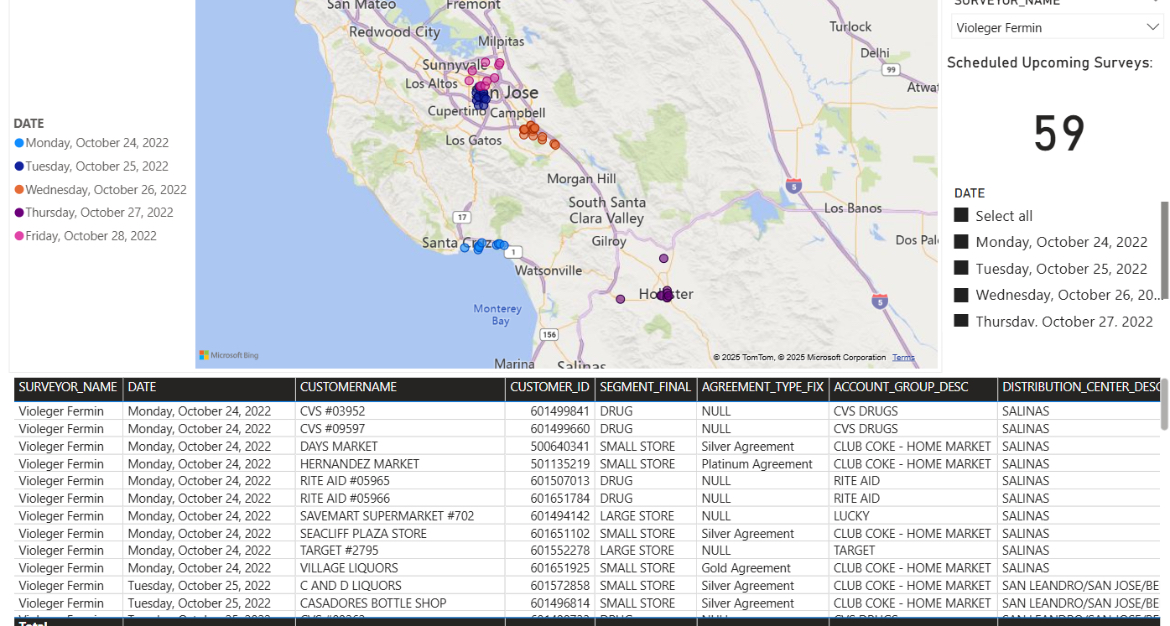 San Mateo
Fremont
Redwood City
Milpitas
Sunnyvale
Los Altos
San Jose
Cupertino
Campbell
Los Gatos
Morgan Hill
South Santa
Clara Valley
Gilroy
17
Santa Cruz
1
Watsonville
Hollister
Monterey
Bay
156
Marina
Salinas
Turlock
Delhi
99
Atwat
5
Los Banos
Dos Palo
5
Microsoft Bing
© 2025 TomTom, © 2025 Microsoft Corporation Terms
DATE
Monday, October 24, 2022
Tuesday, October 25, 2022
Wednesday, October 26, 2022
Thursday, October 27, 2022
Friday, October 28, 2022
SURVEYOR_NAME
Violeger Fermin
Scheduled Upcoming Surveys:
59
DATE
Select all
Monday, October 24, 2022
Tuesday, October 25, 2022
Wednesday, October 26, 20...
Thursday, October 27, 2022
SURVEYOR_NAME DATE CUSTOMERNAME CUSTOMER_ID SEGMENT_FINAL AGREEMENT_TYPE_FIX ACCOUNT_GROUP_DESC DISTRIBUTION_CENTER_DESC
Violeger Fermin Monday, October 24, 2022 CVS #03952 601499841 DRUG NULL CVS DRUGS SALINAS
Violeger Fermin Monday, October 24, 2022 CVS #09597 601499660 DRUG NULL CVS DRUGS SALINAS
Violeger Fermin Monday, October 24, 2022 DAYS MARKET 500640341 SMALL STORE Silver Agreement CLUB COKE - HOME MARKET SALINAS
Violeger Fermin Monday, October 24, 2022 HERNANDEZ MARKET 501135219 SMALL STORE Platinum Agreement CLUB COKE - HOME MARKET SALINAS
Violeger Fermin Monday, October 24, 2022 RITE AID #05965 601507013 DRUG NULL RITE AID SALINAS
Violeger Fermin Monday, October 24, 2022 RITE AID #05966 601651784 DRUG NULL RITE AID SALINAS
Violeger Fermin Monday, October 24, 2022 SAVEMART SUPERMARKET #702 601494142 LARGE STORE NULL LUCKY SALINAS
Violeger Fermin Monday, October 24, 2022 SEACLIFF PLAZA STORE 601651102 SMALL STORE Silver Agreement CLUB COKE - HOME MARKET SALINAS
Violeger Fermin Monday, October 24, 2022 TARGET #2795 601552278 LARGE STORE NULL TARGET SALINAS
Violeger Fermin Monday, October 24, 2022 VILLAGE LIQUORS 601651925 SMALL STORE Gold Agreement CLUB COKE - HOME MARKET SALINAS
Violeger Fermin Tuesday, October 25, 2022 C AND D LIQUORS 601572858 SMALL STORE Silver Agreement CLUB COKE - HOME MARKET SAN LEANDRO/SAN JOSE/BE
Violeger Fermin Tuesday, October 25, 2022 CASADORES BOTTLE SHOP 601496814 SMALL STORE Silver Agreement CLUB COKE - HOME MARKET SAN LEANDRO/SAN JOSE/BE
Total